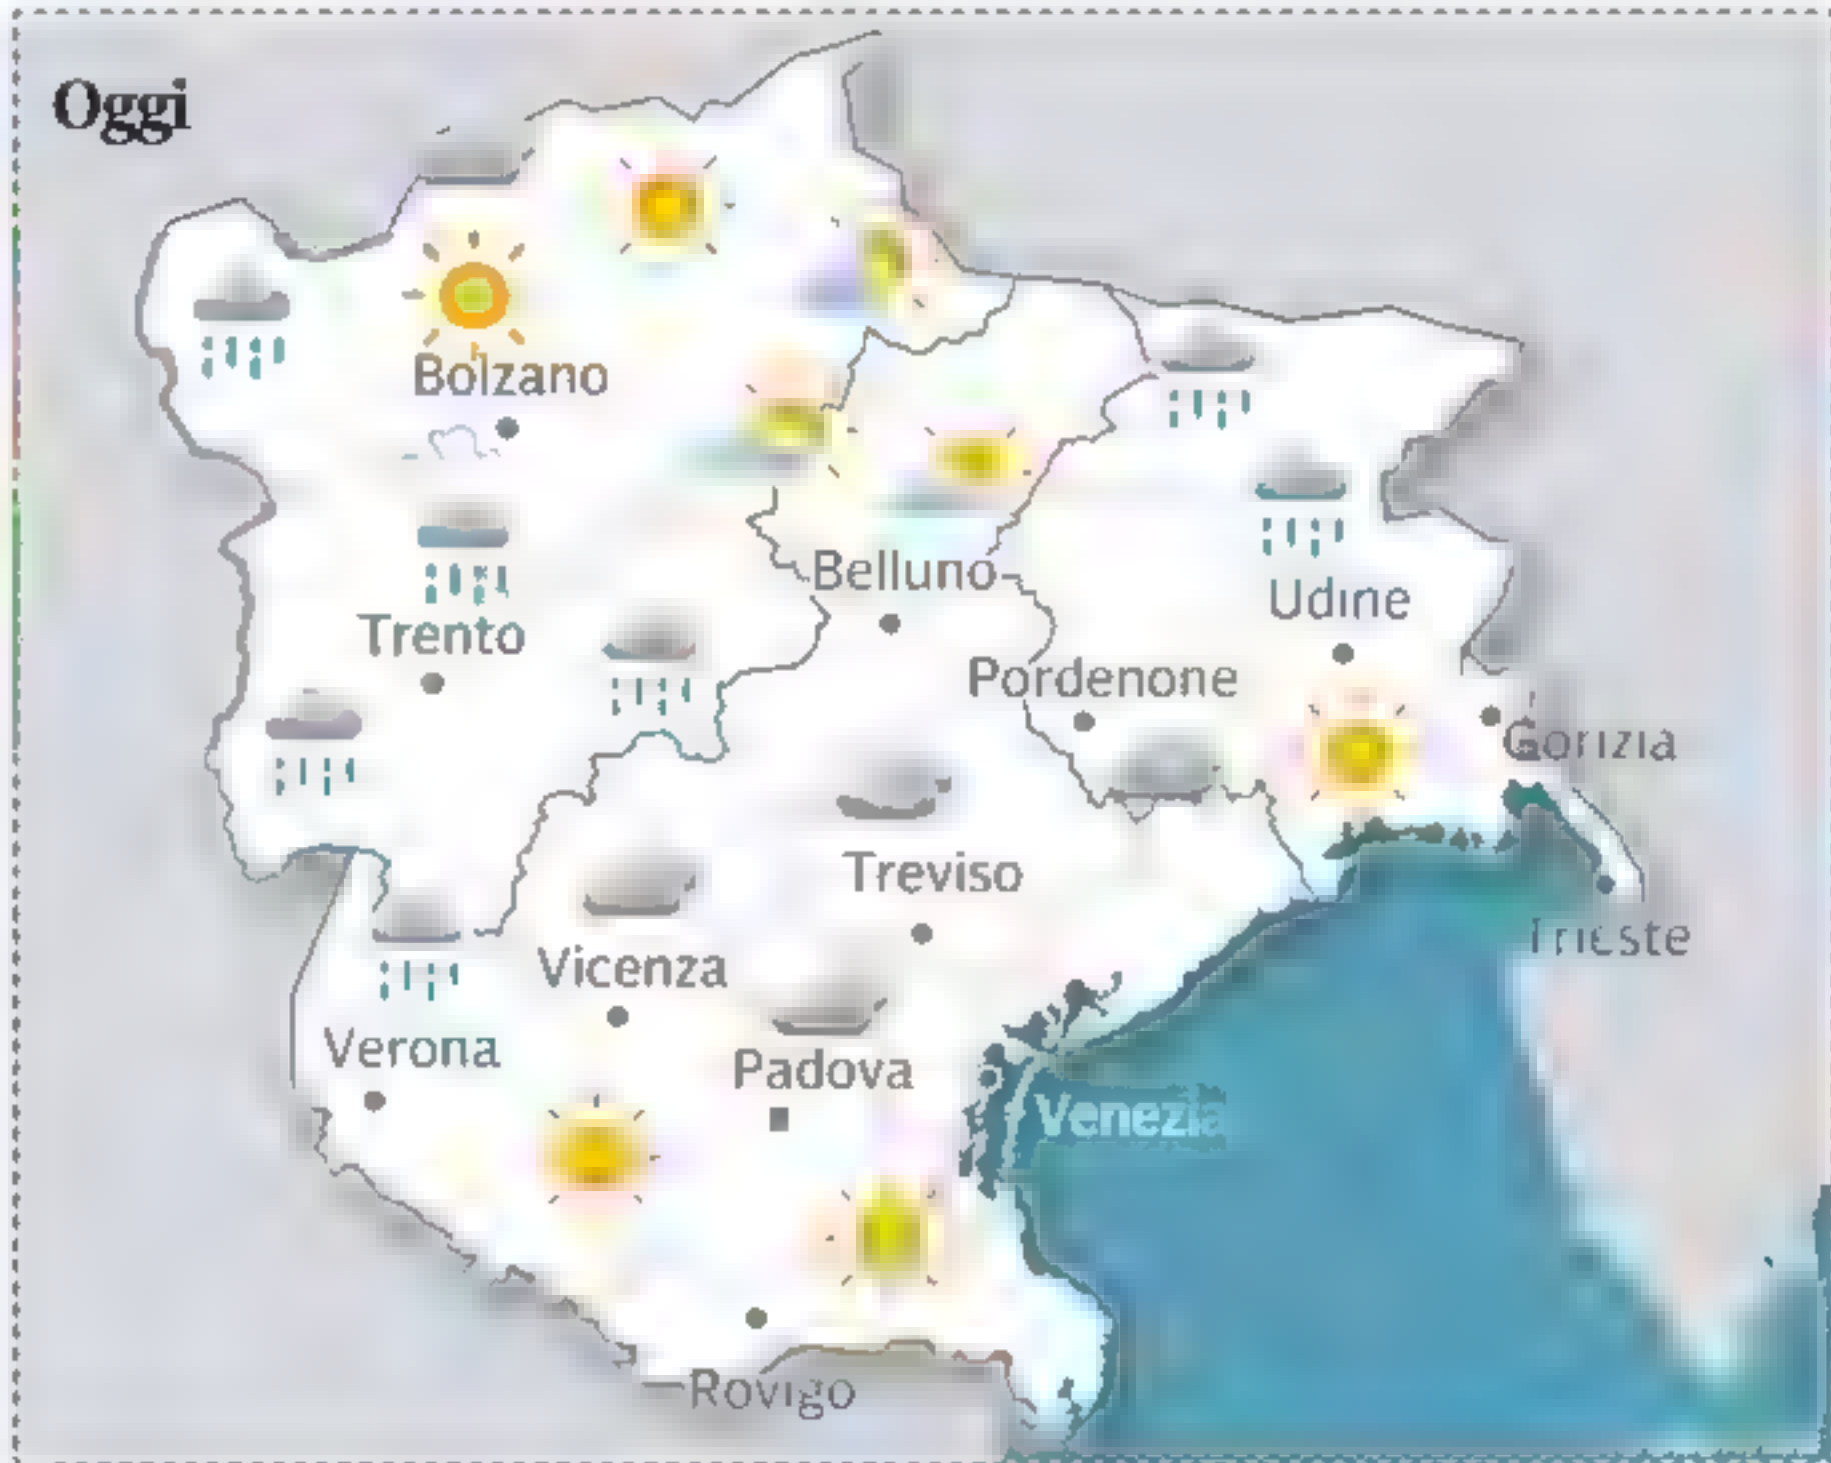 Oggi
Bolzano
Belluno
Udine
Trento
Pordenone
Gorizia
Treviso
Trieste
Vicenza
Verona
Padova
Venezia
Rovigo